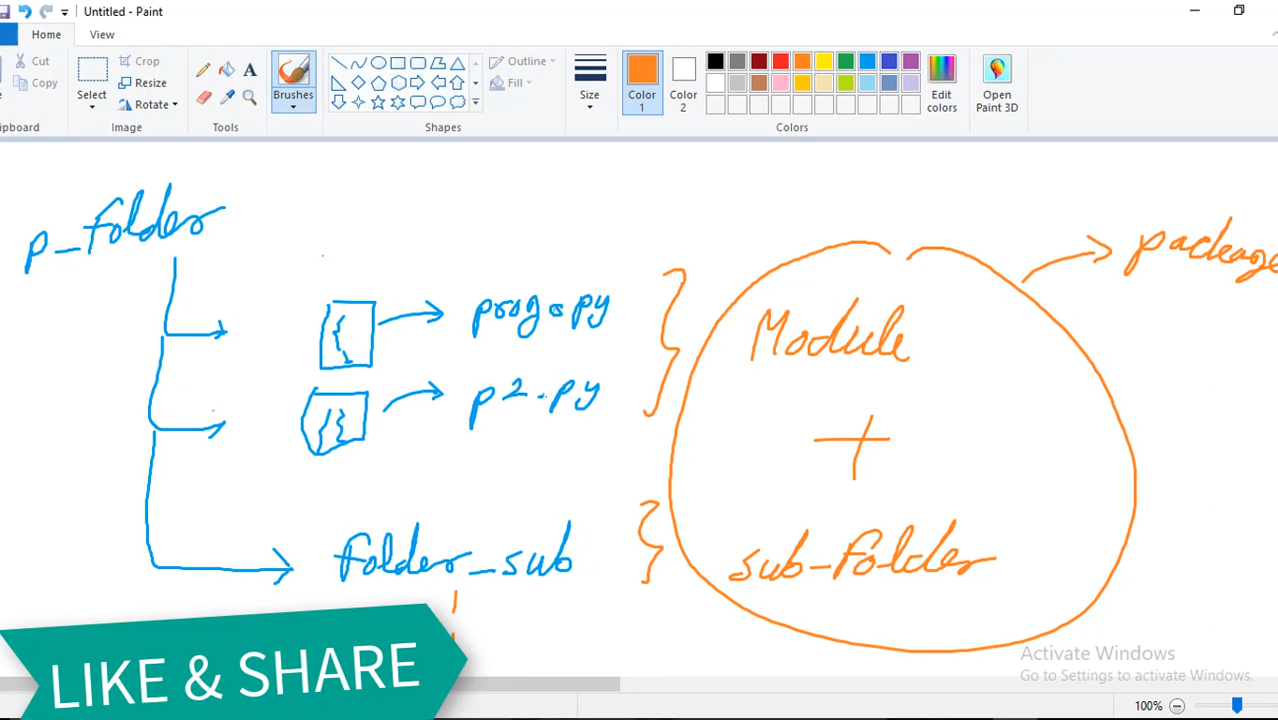 Untitled - Paint
Home View
Cut
Copy
Select
Crop
Resize
Rotate
A
Brushes
Outline
Fill
Size
Color 1
Color 2
Edit colors
Open Paint 3D
lipboard
Image
Tools
Shapes
Colors
p_folder
package
prog.py
Module
p2.py
+
folder_sub
sub-folder
LIKE & SHARE
Activate Windows
Go to Settings to activate Windows.
100%